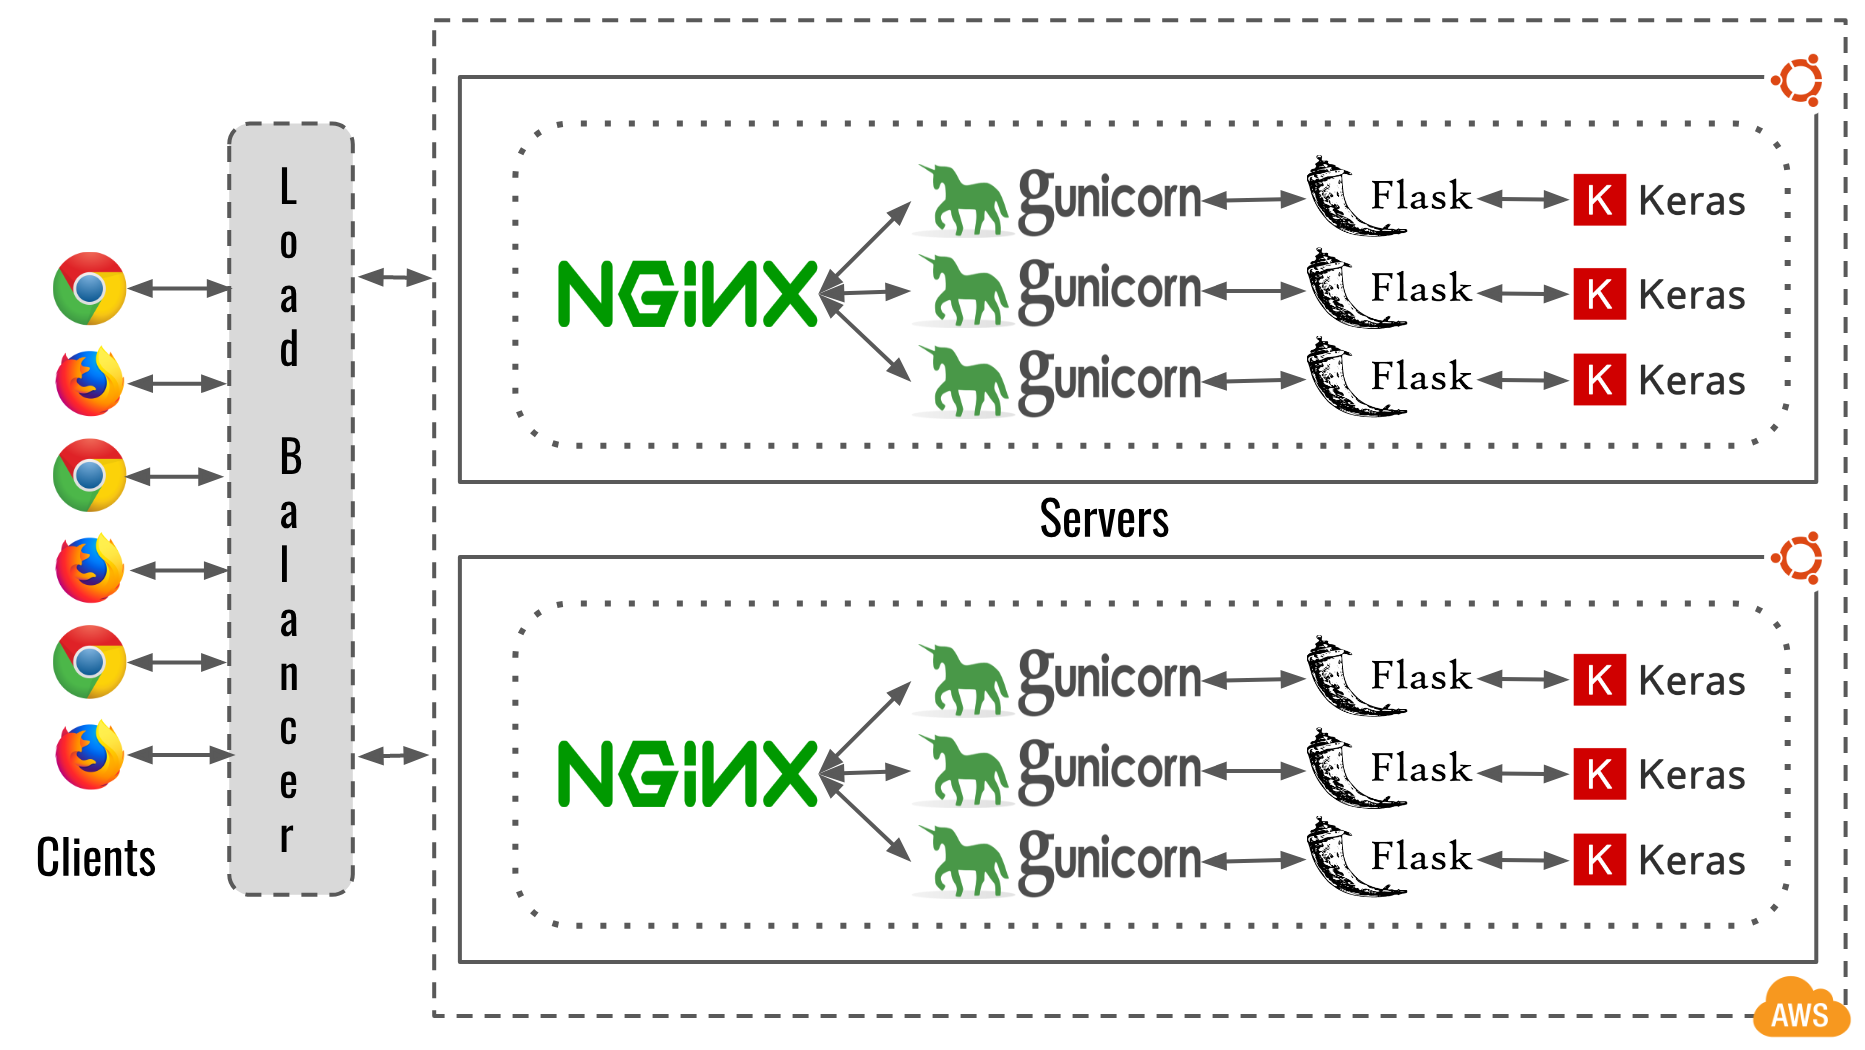 Load Balancer
Clients
NGINX
gunicorn Flask K Keras
gunicorn Flask K Keras
gunicorn Flask K Keras
Servers
NGINX
gunicorn Flask K Keras
gunicorn Flask K Keras
gunicorn Flask K Keras
AWS